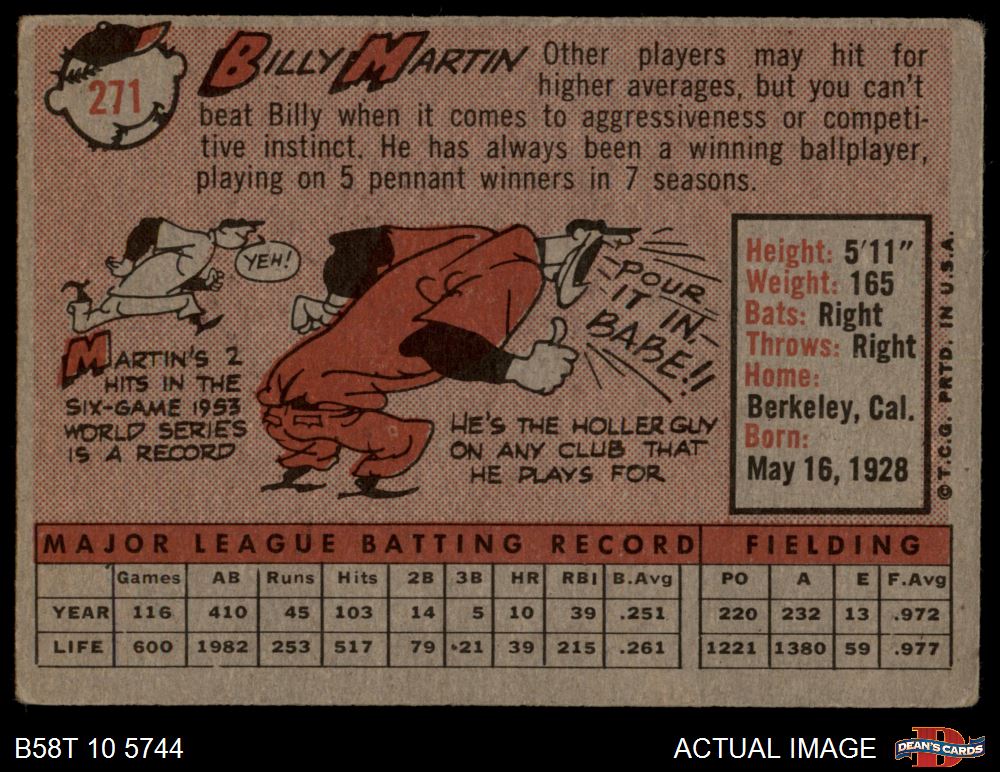 271
BILLY MARTIN
Other players may hit for
higher averages, but you can't
beat Billy when it comes to aggressiveness or competi-
tive instinct. He has always been a winning ballplayer,
playing on 5 pennant winners in 7 seasons.
YEH!
MARTIN'S 2
HITS IN THE
SIX-GAME 1953
WORLD SERIES
IS A RECORD
POUR
IT
IN,
BABE!!
HE'S THE HOLLER GUY
ON ANY CLUB THAT
HE PLAYS FOR
Height: 5'11"
Weight: 165
Bats: Right
Throws: Right
Home:
Berkeley, Cal.
Born:
May 16, 1928
© T.C.G. PRTD. IN U.S.A.
MAJOR LEAGUE BATTING RECORD FIELDING
Games AB Runs Hits 2B 3B HR RBI B.Avg PO A E F.Avg
YEAR 116 410 45 103 14 5 10 39 .251 220 232 13 .972
LIFE 600 1982 253 517 79 21 39 215 .261 1221 1380 59 .977
B58T 10 5744
ACTUAL IMAGE
D
DEAN'S CARDS